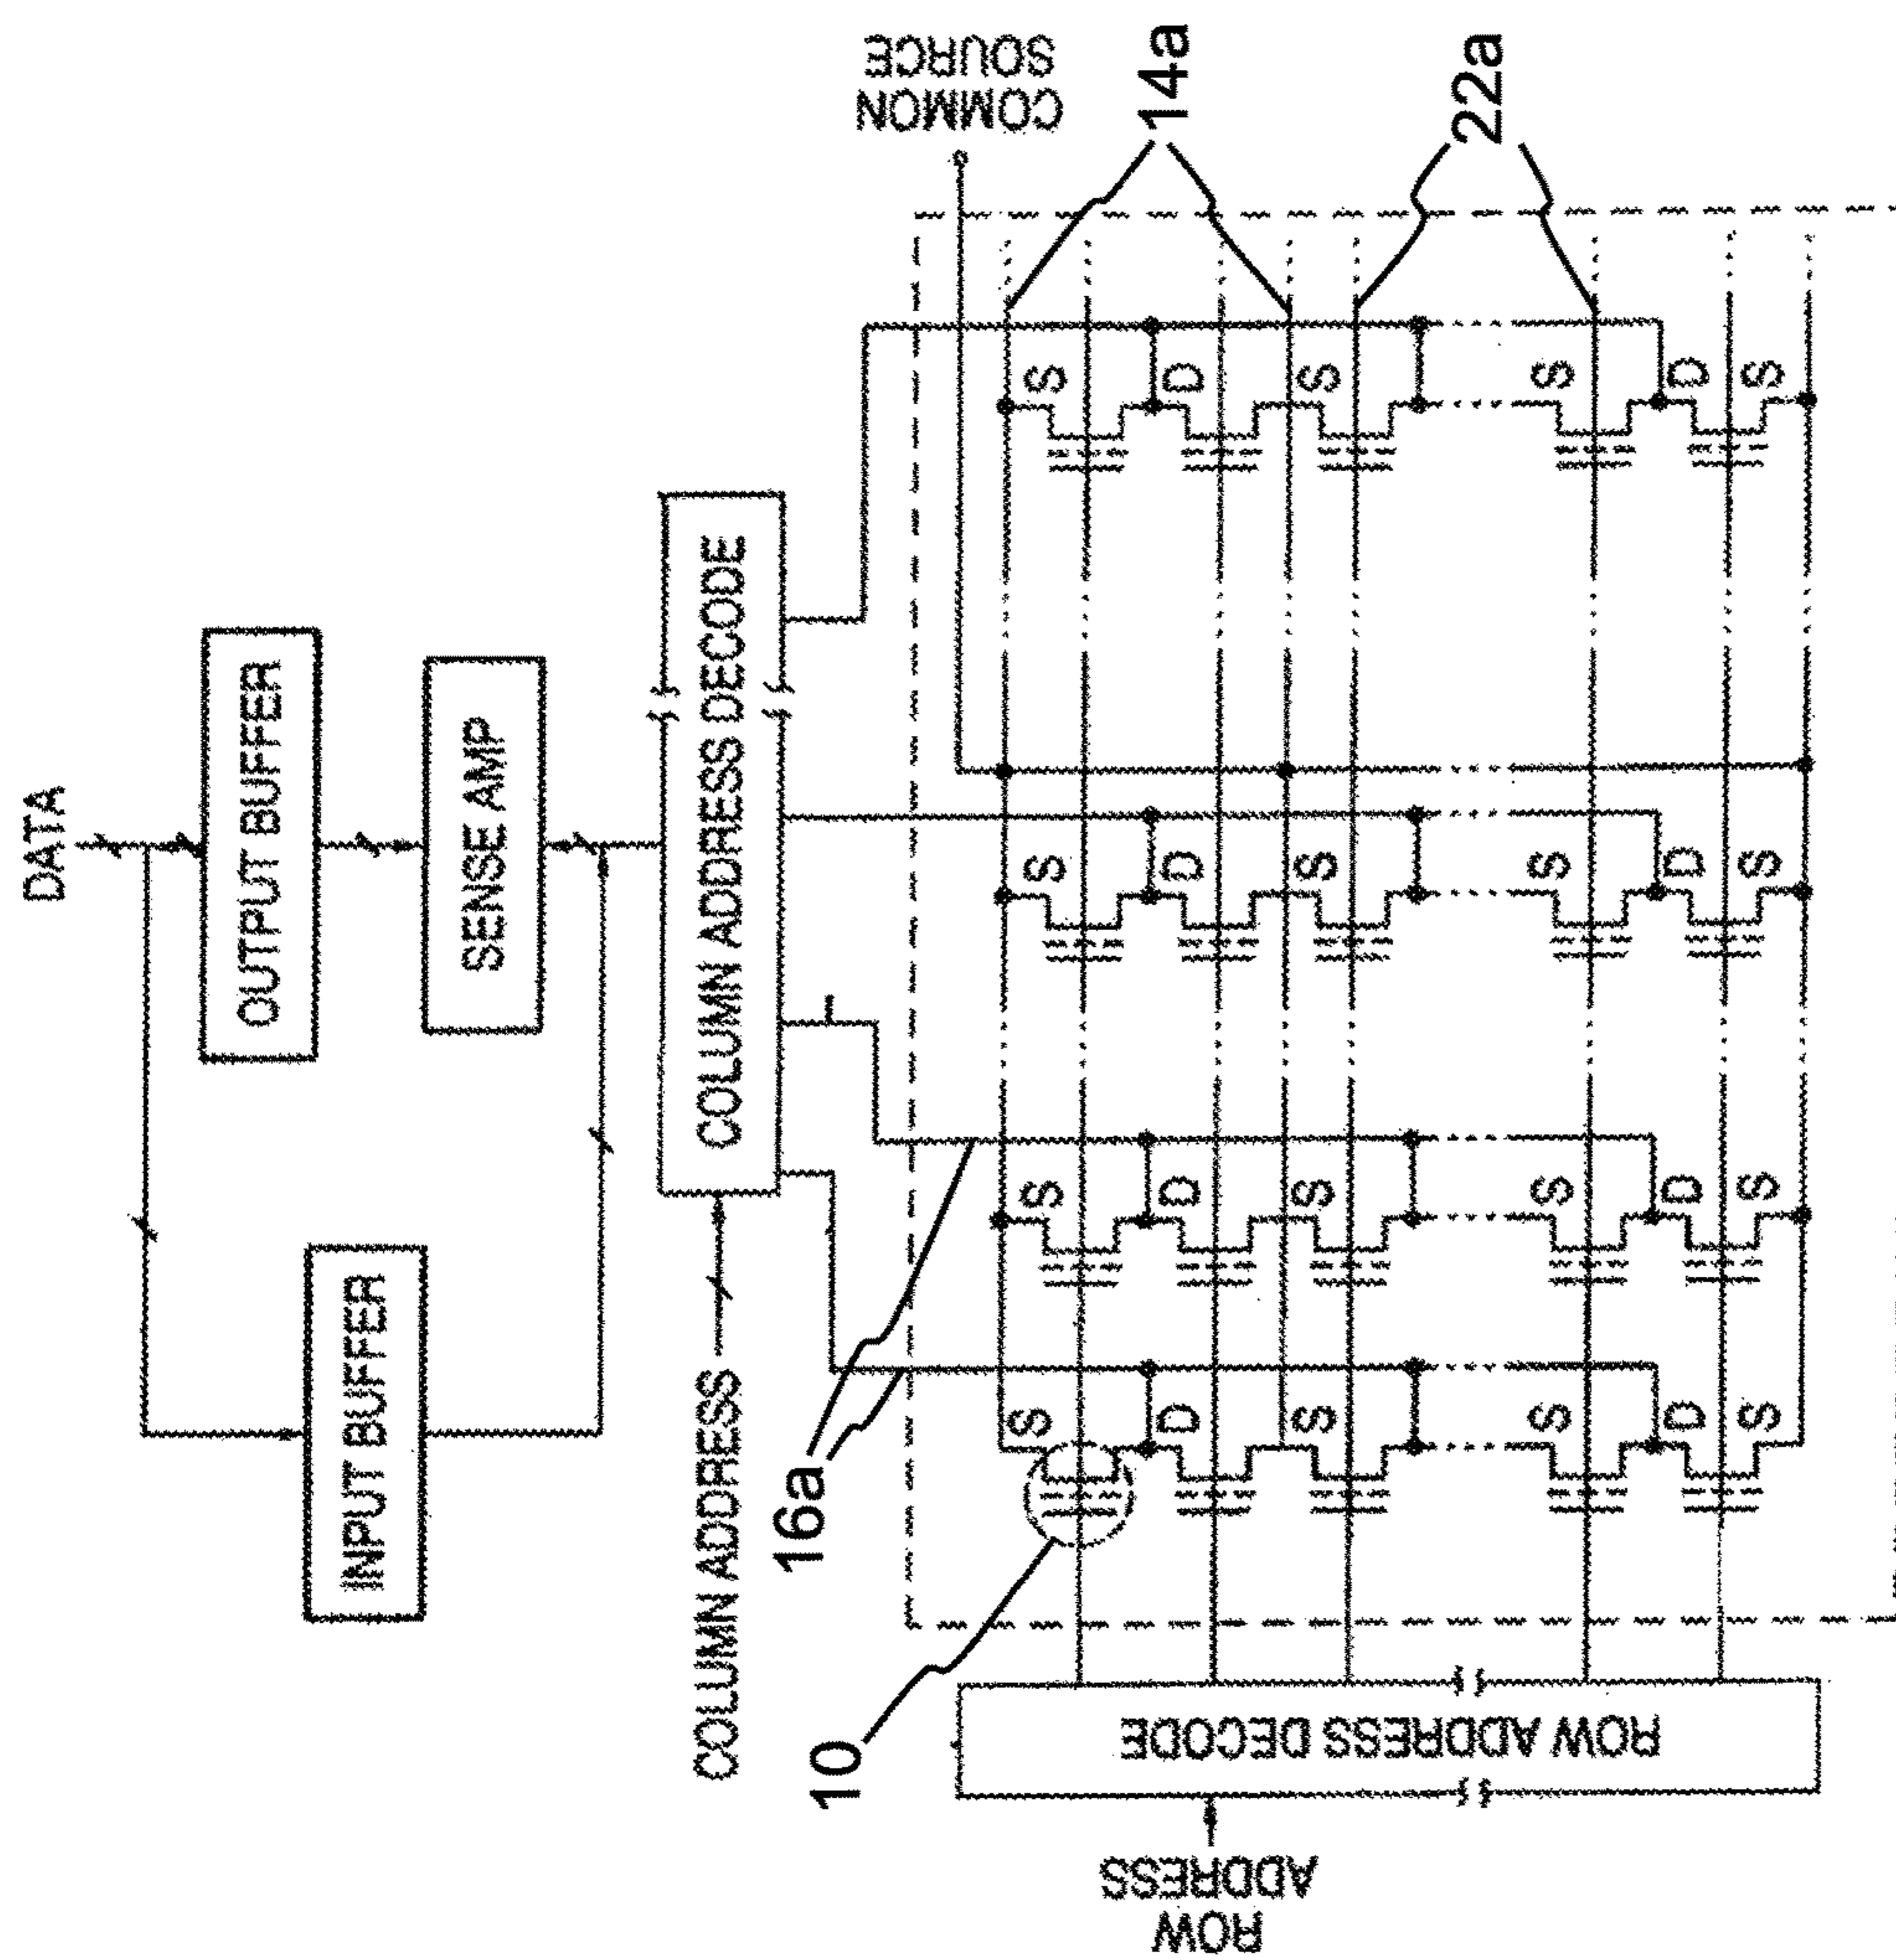 DATA
OUTPUT BUFFER
INPUT BUFFER
SENSE AMP
COLUMN ADDRESS
COLUMN ADDRESS DECODE
16a
10
COMMON
SOURCE
14a
22a
ROW
ADDRESS
ROW ADDRESS DECODE
S S S S
D D D D
S S S S
S S S S
D D D D
S S S S